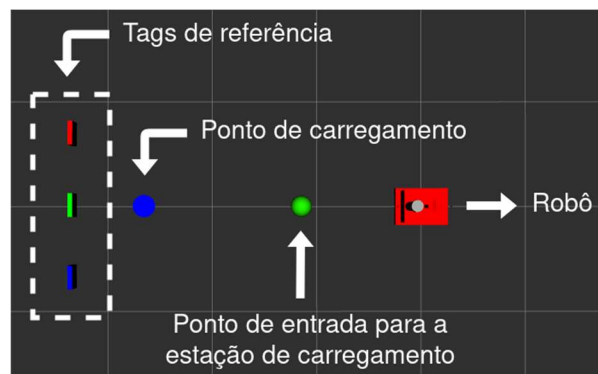 Tags de referência
Ponto de carregamento
Robô
Ponto de entrada para a
estação de carregamento